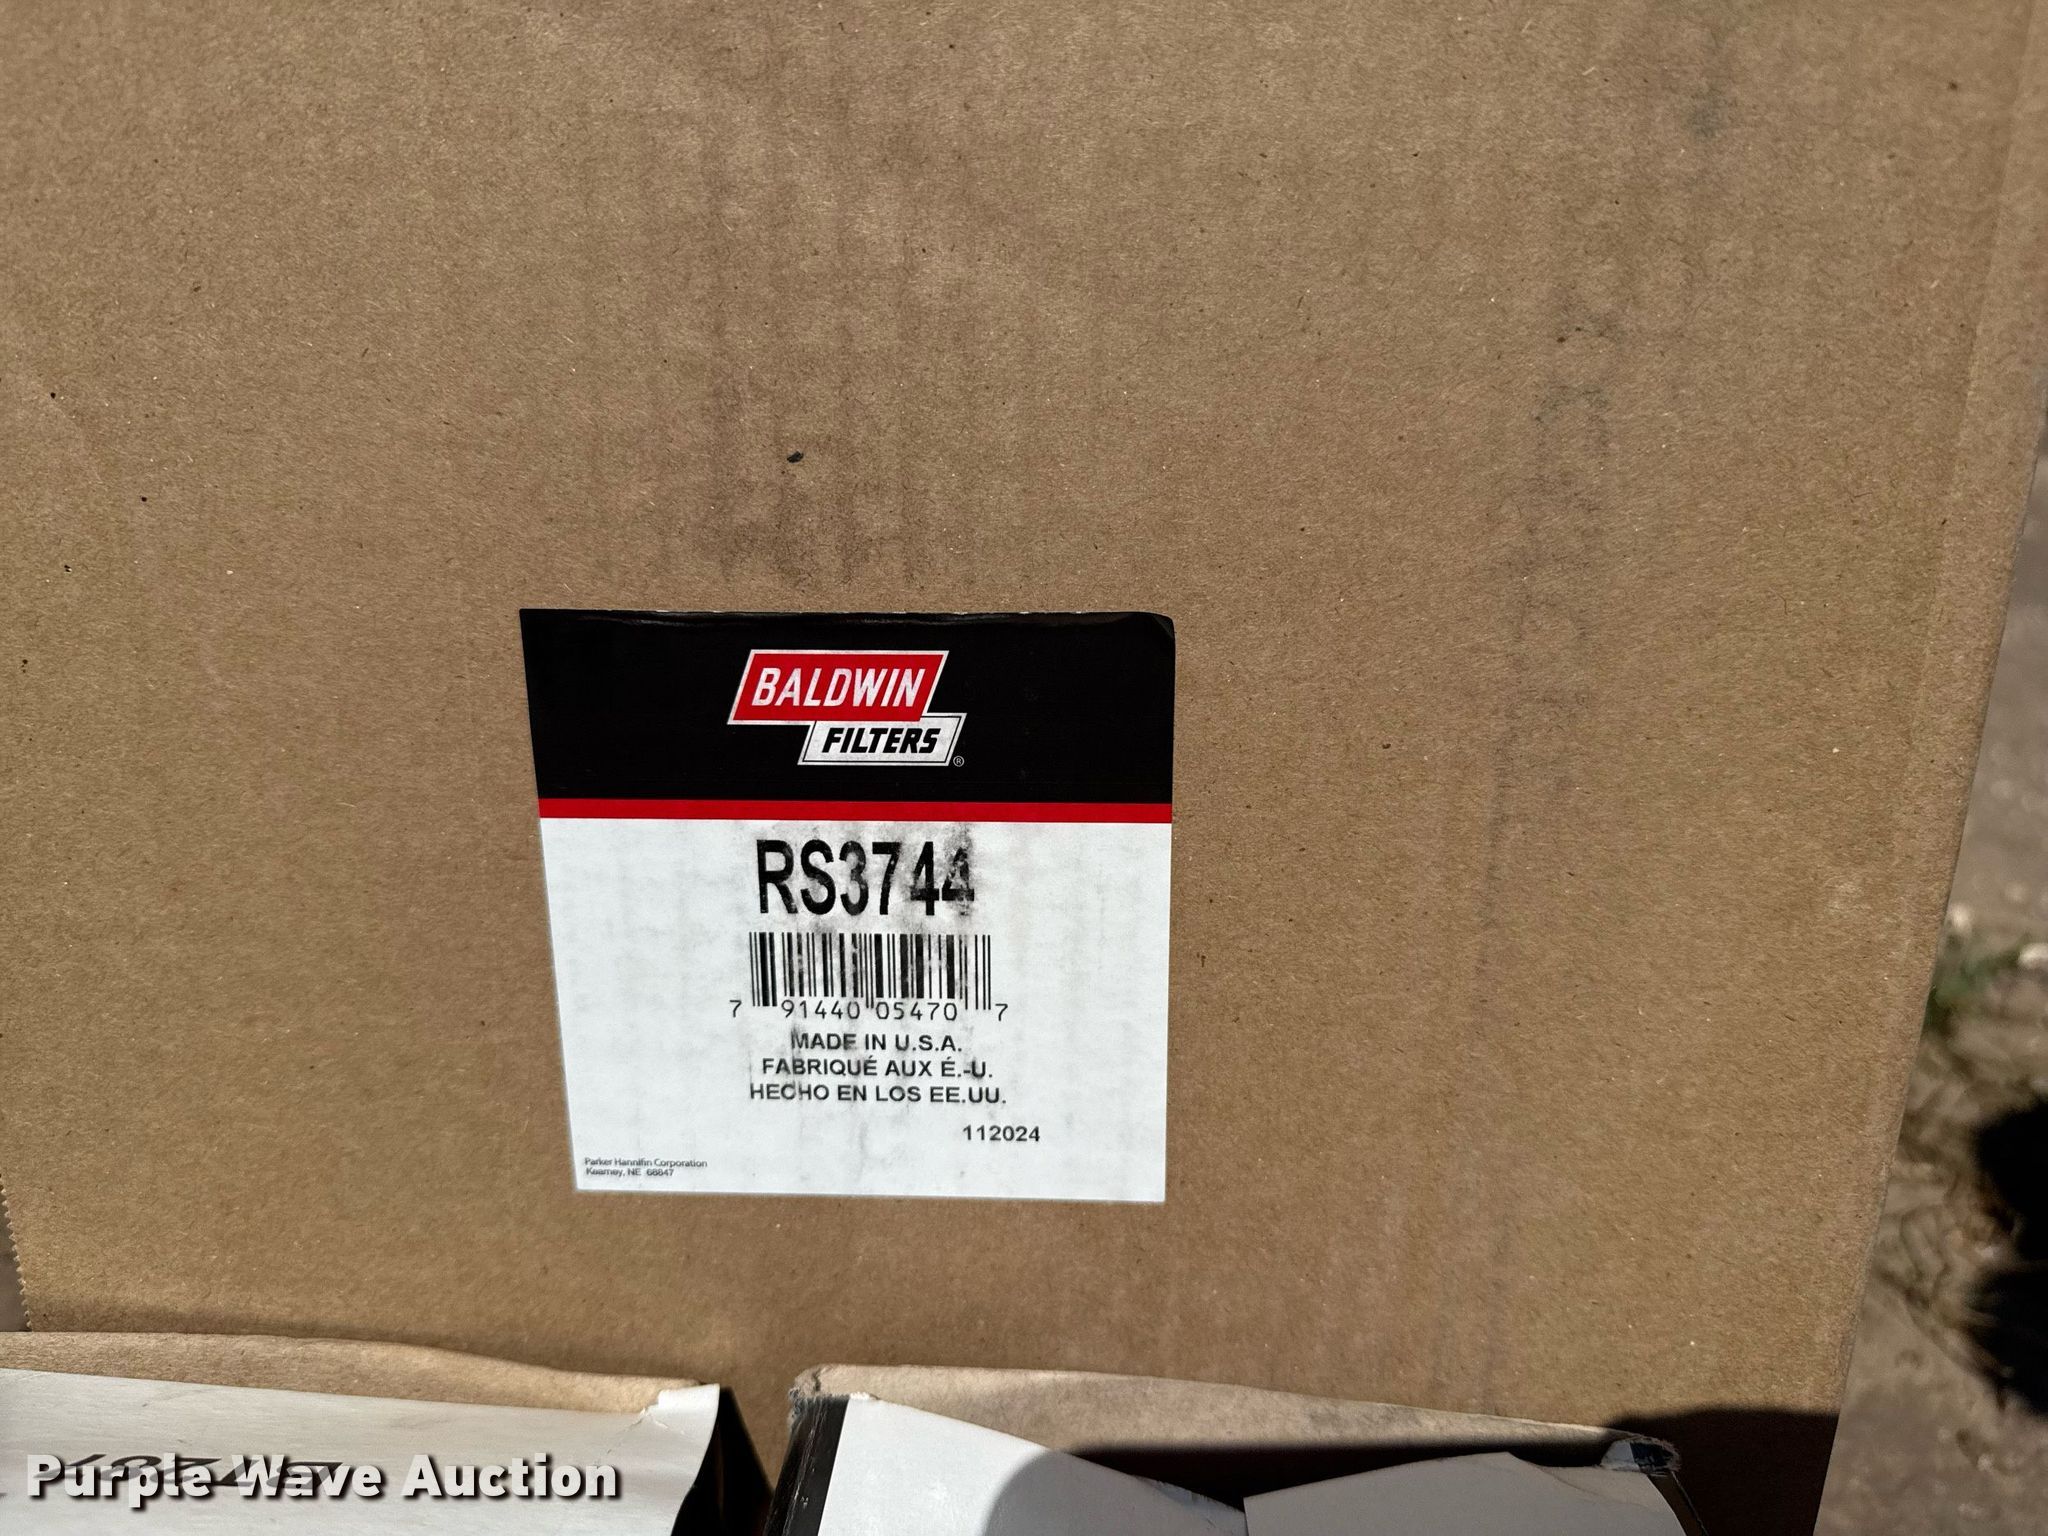 BALDWIN
FILTERS®
RS3744
7 91440 05470 7
MADE IN U.S.A.
FABRIQUÉ AUX É.-U.
HECHO EN LOS EE.UU.
112024
Parker Hannifin Corporation
Kearney, NE 68847
Purple Wave Auction